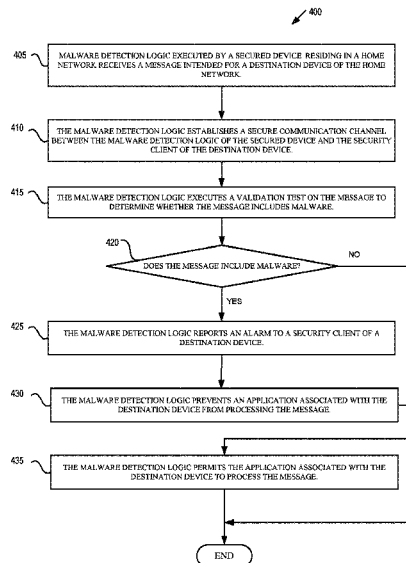 400
405
MALWARE DETECTION LOGIC EXECUTED BY A SECURED DEVICE RESIDING IN A HOME
NETWORK RECEIVES A MESSAGE INTENDED FOR A DESTINATION DEVICE OF THE HOME
NETWORK.
410
THE MALWARE DETECTION LOGIC ESTABLISHES A SECURE COMMUNICATION CHANNEL
BETWEEN THE MALWARE DETECTION LOGIC OF THE SECURED DEVICE AND THE SECURITY
CLIENT OF THE DESTINATION DEVICE.
415
THE MALWARE DETECTION LOGIC EXECUTES A VALIDATION TEST ON THE MESSAGE TO
DETERMINE WHETHER THE MESSAGE INCLUDES MALWARE.
420
DOES THE MESSAGE INCLUDE MALWARE?
NO
YES
425
THE MALWARE DETECTION LOGIC REPORTS AN ALARM TO A SECURITY CLIENT OF A
DESTINATION DEVICE.
430
THE MALWARE DETECTION LOGIC PREVENTS AN APPLICATION ASSOCIATED WITH THE
DESTINATION DEVICE FROM PROCESSING THE MESSAGE.
435
THE MALWARE DETECTION LOGIC PERMITS THE APPLICATION ASSOCIATED WITH THE
DESTINATION DEVICE TO PROCESS THE MESSAGE.
END